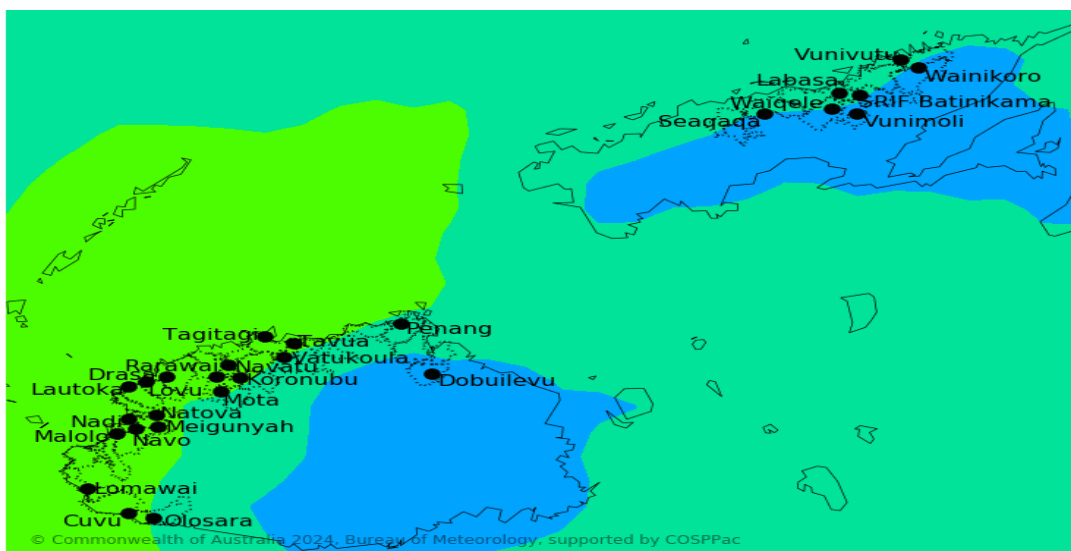 Vunivutu
Wainikoro
Labasa
SRIF Batinikama
Waiqele
Seaqaqa
Vunimoli
Penang
Tagitagi
Tavua
Vatukoula
Rarawai
Navatu
Drasa
Koronubu
Dobuilevu
Lautoka
Lovu
Mota
Natova
Nadi
Meigunyah
Malolo
Navo
Lomawai
Cuvu
Olosara
© Commonwealth of Australia 2024, Bureau of Meteorology, supported by COSPPac